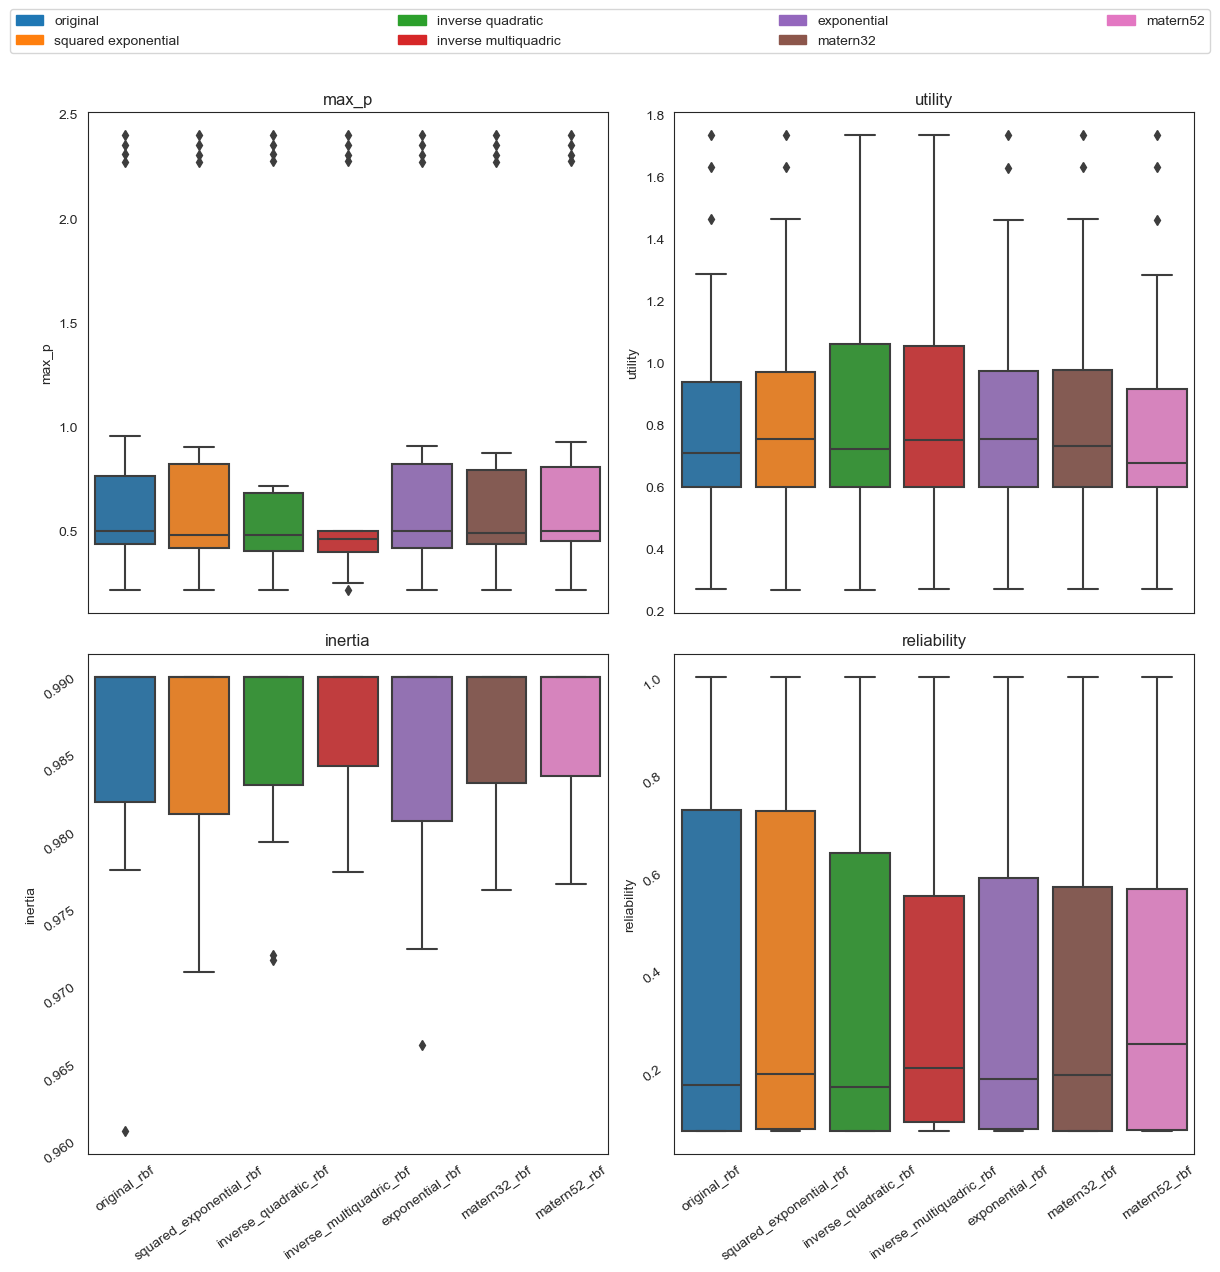 original
squared exponential
inverse quadratic
inverse multiquadric
exponential
matern32
matern52
max_p
2.5
2.0
1.5
1.0
0.5
max_p
utility
1.8
1.6
1.4
1.2
1.0
0.8
0.6
0.4
0.2
utility
inertia
0.990
0.985
0.980
0.975
0.970
0.965
0.960
inertia
original_rbf
squared_exponential_rbf
inverse_quadratic_rbf
inverse_multiquadric_rbf
exponential_rbf
matern32_rbf
matern52_rbf
reliability
1.0
0.8
0.6
0.4
0.2
reliability
original_rbf
squared_exponential_rbf
inverse_quadratic_rbf
inverse_multiquadric_rbf
exponential_rbf
matern32_rbf
matern52_rbf